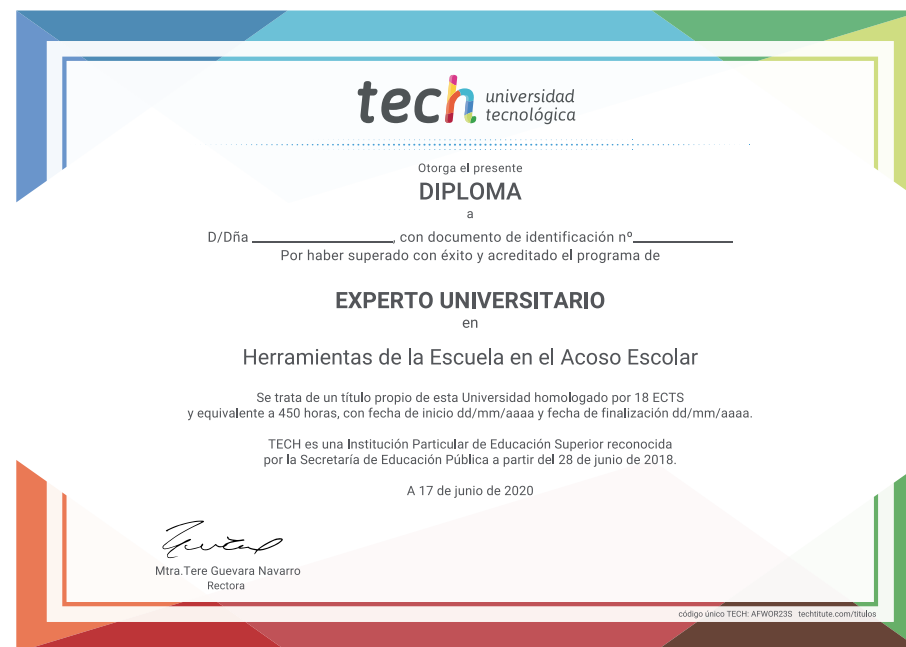 tech universidad
tecnológica
Otorga el presente
DIPLOMA
a
D/Dña ____________________, con documento de identificación nº______________
Por haber superado con éxito y acreditado el programa de
EXPERTO UNIVERSITARIO
en
Herramientas de la Escuela en el Acoso Escolar
Se trata de un título propio de esta Universidad homologado por 18 ECTS
y equivalente a 450 horas, con fecha de inicio dd/mm/aaaa y fecha de finalización dd/mm/aaaa.
TECH es una Institución Particular de Educación Superior reconocida
por la Secretaría de Educación Pública a partir del 28 de junio de 2018.
A 17 de junio de 2020
Mtra.Tere Guevara Navarro
Rectora
código único TECH: AFWOR23S techtitute.com/titulos